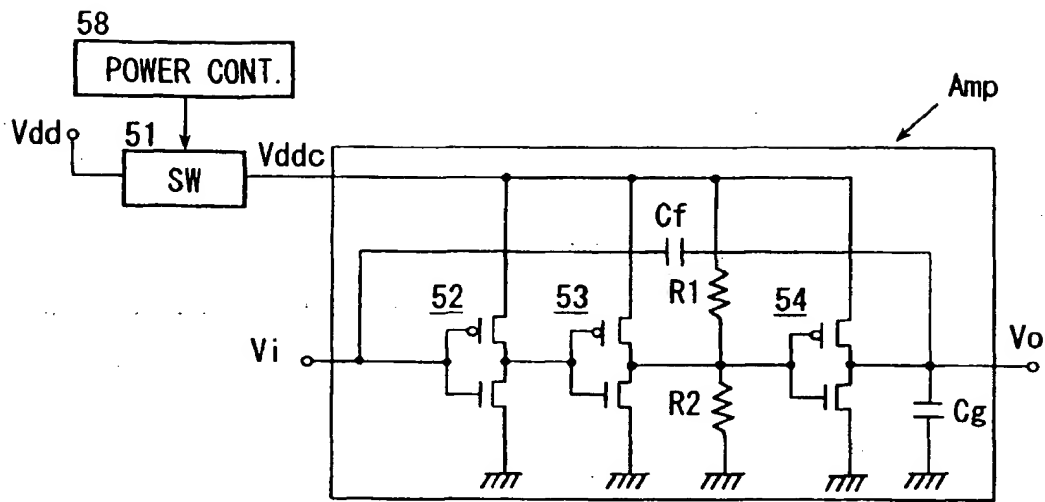 58
POWER CONT.
Amp
Vdd
51
SW
Vddc
Cf
R1
52
53
54
Vi
Vo
R2
Cg